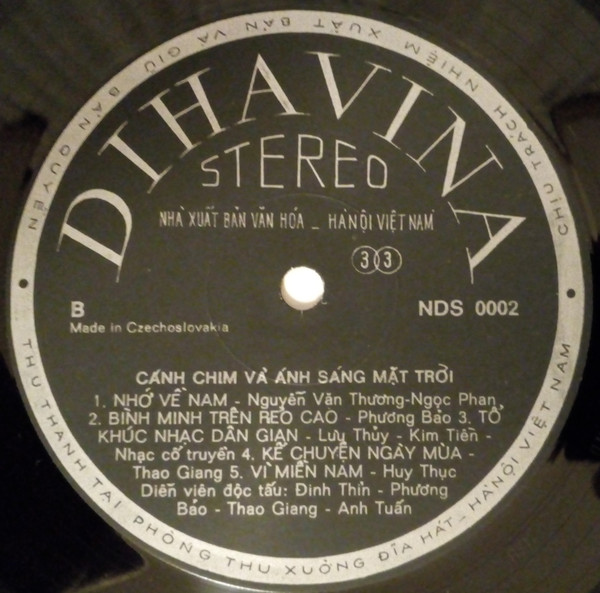 CHỊU TRÁCH NHIỆM XUẤT BẢN VÀ GIỮ BẢN QUYỀN
DIHAVINA
STEREO
NHÀ XUẤT BẢN VĂN HÓA _ HÀ NỘI VIỆT NAM
33
B
NDS 0002
Made in Czechoslovakia
CÁNH CHIM VÀ ÁNH SÁNG MẶT TRỜI
1. NHỚ VỀ NAM - Nguyễn Văn Thương-Ngọc Phan
2. BÌNH MINH TRÊN RẺO CAO - Phương Bảo 3. TỔ
KHÚC NHẠC DÂN GIAN - Lưu Thủy - Kim Tiền -
Nhạc cổ truyền 4. KỂ CHUYỆN NGÀY MÙA -
Thao Giang 5. VÌ MIỀN NAM - Huy Thục
Diễn viên độc tấu: Đinh Thìn - Phương
Bảo - Thao Giang - Anh Tuấn
THU THANH TẠI PHÒNG THU XƯỞNG ĐĨA HÁT - HÀ NỘI VIỆT NAM